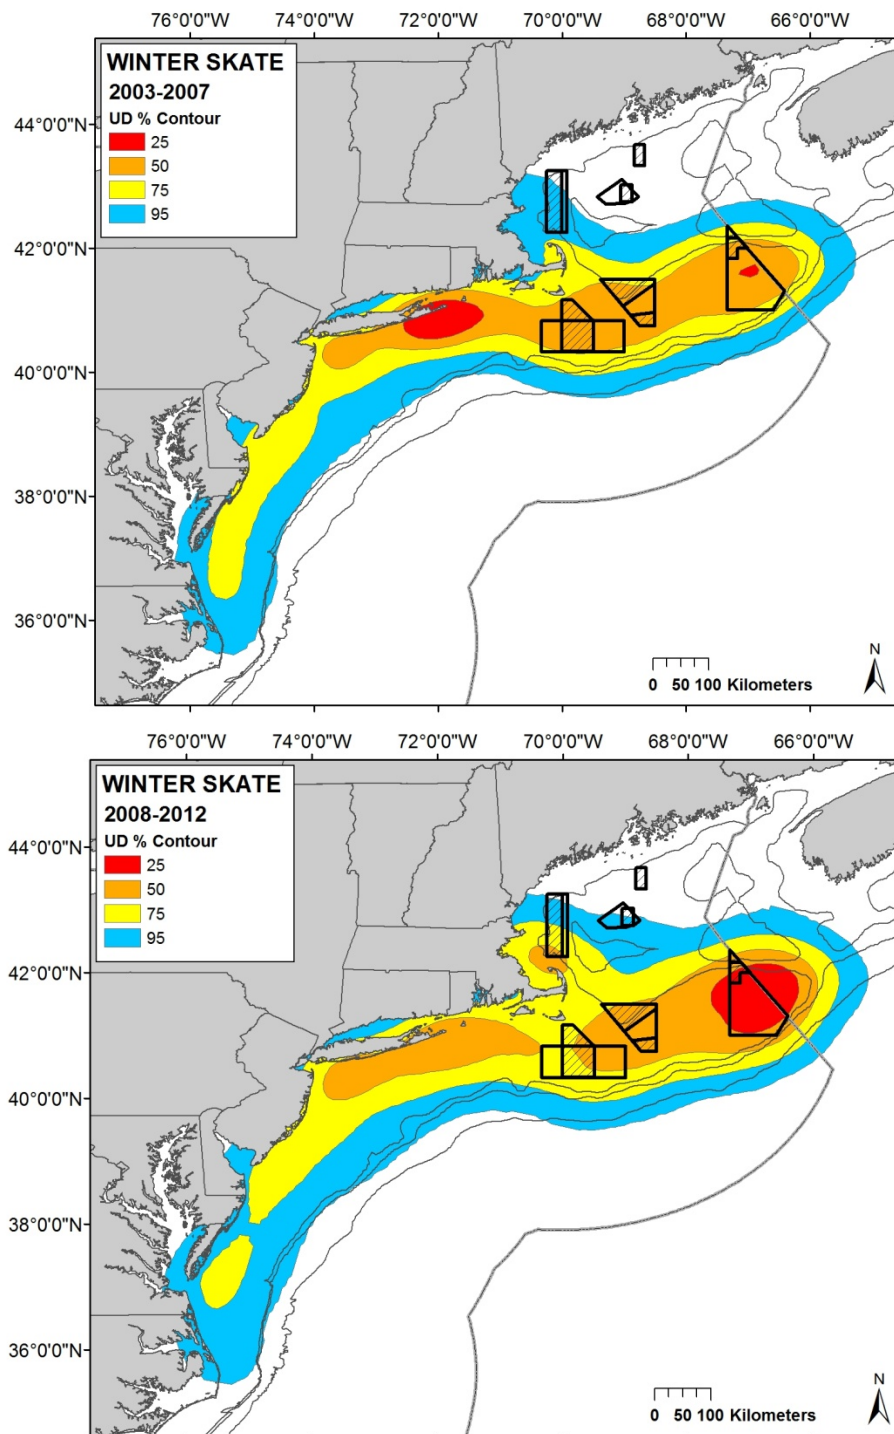 76°0'0"W 74°0'0"W 72°0'0"W 70°0'0"W 68°0'0"W 66°0'0"W
WINTER SKATE
2003-2007
UD % Contour
25
50
75
95
44°0'0"N
42°0'0"N
40°0'0"N
38°0'0"N
36°0'0"N
N
0 50 100 Kilometers
76°0'0"W 74°0'0"W 72°0'0"W 70°0'0"W 68°0'0"W 66°0'0"W
WINTER SKATE
2008-2012
UD % Contour
25
50
75
95
44°0'0"N
42°0'0"N
40°0'0"N
38°0'0"N
36°0'0"N
N
0 50 100 Kilometers